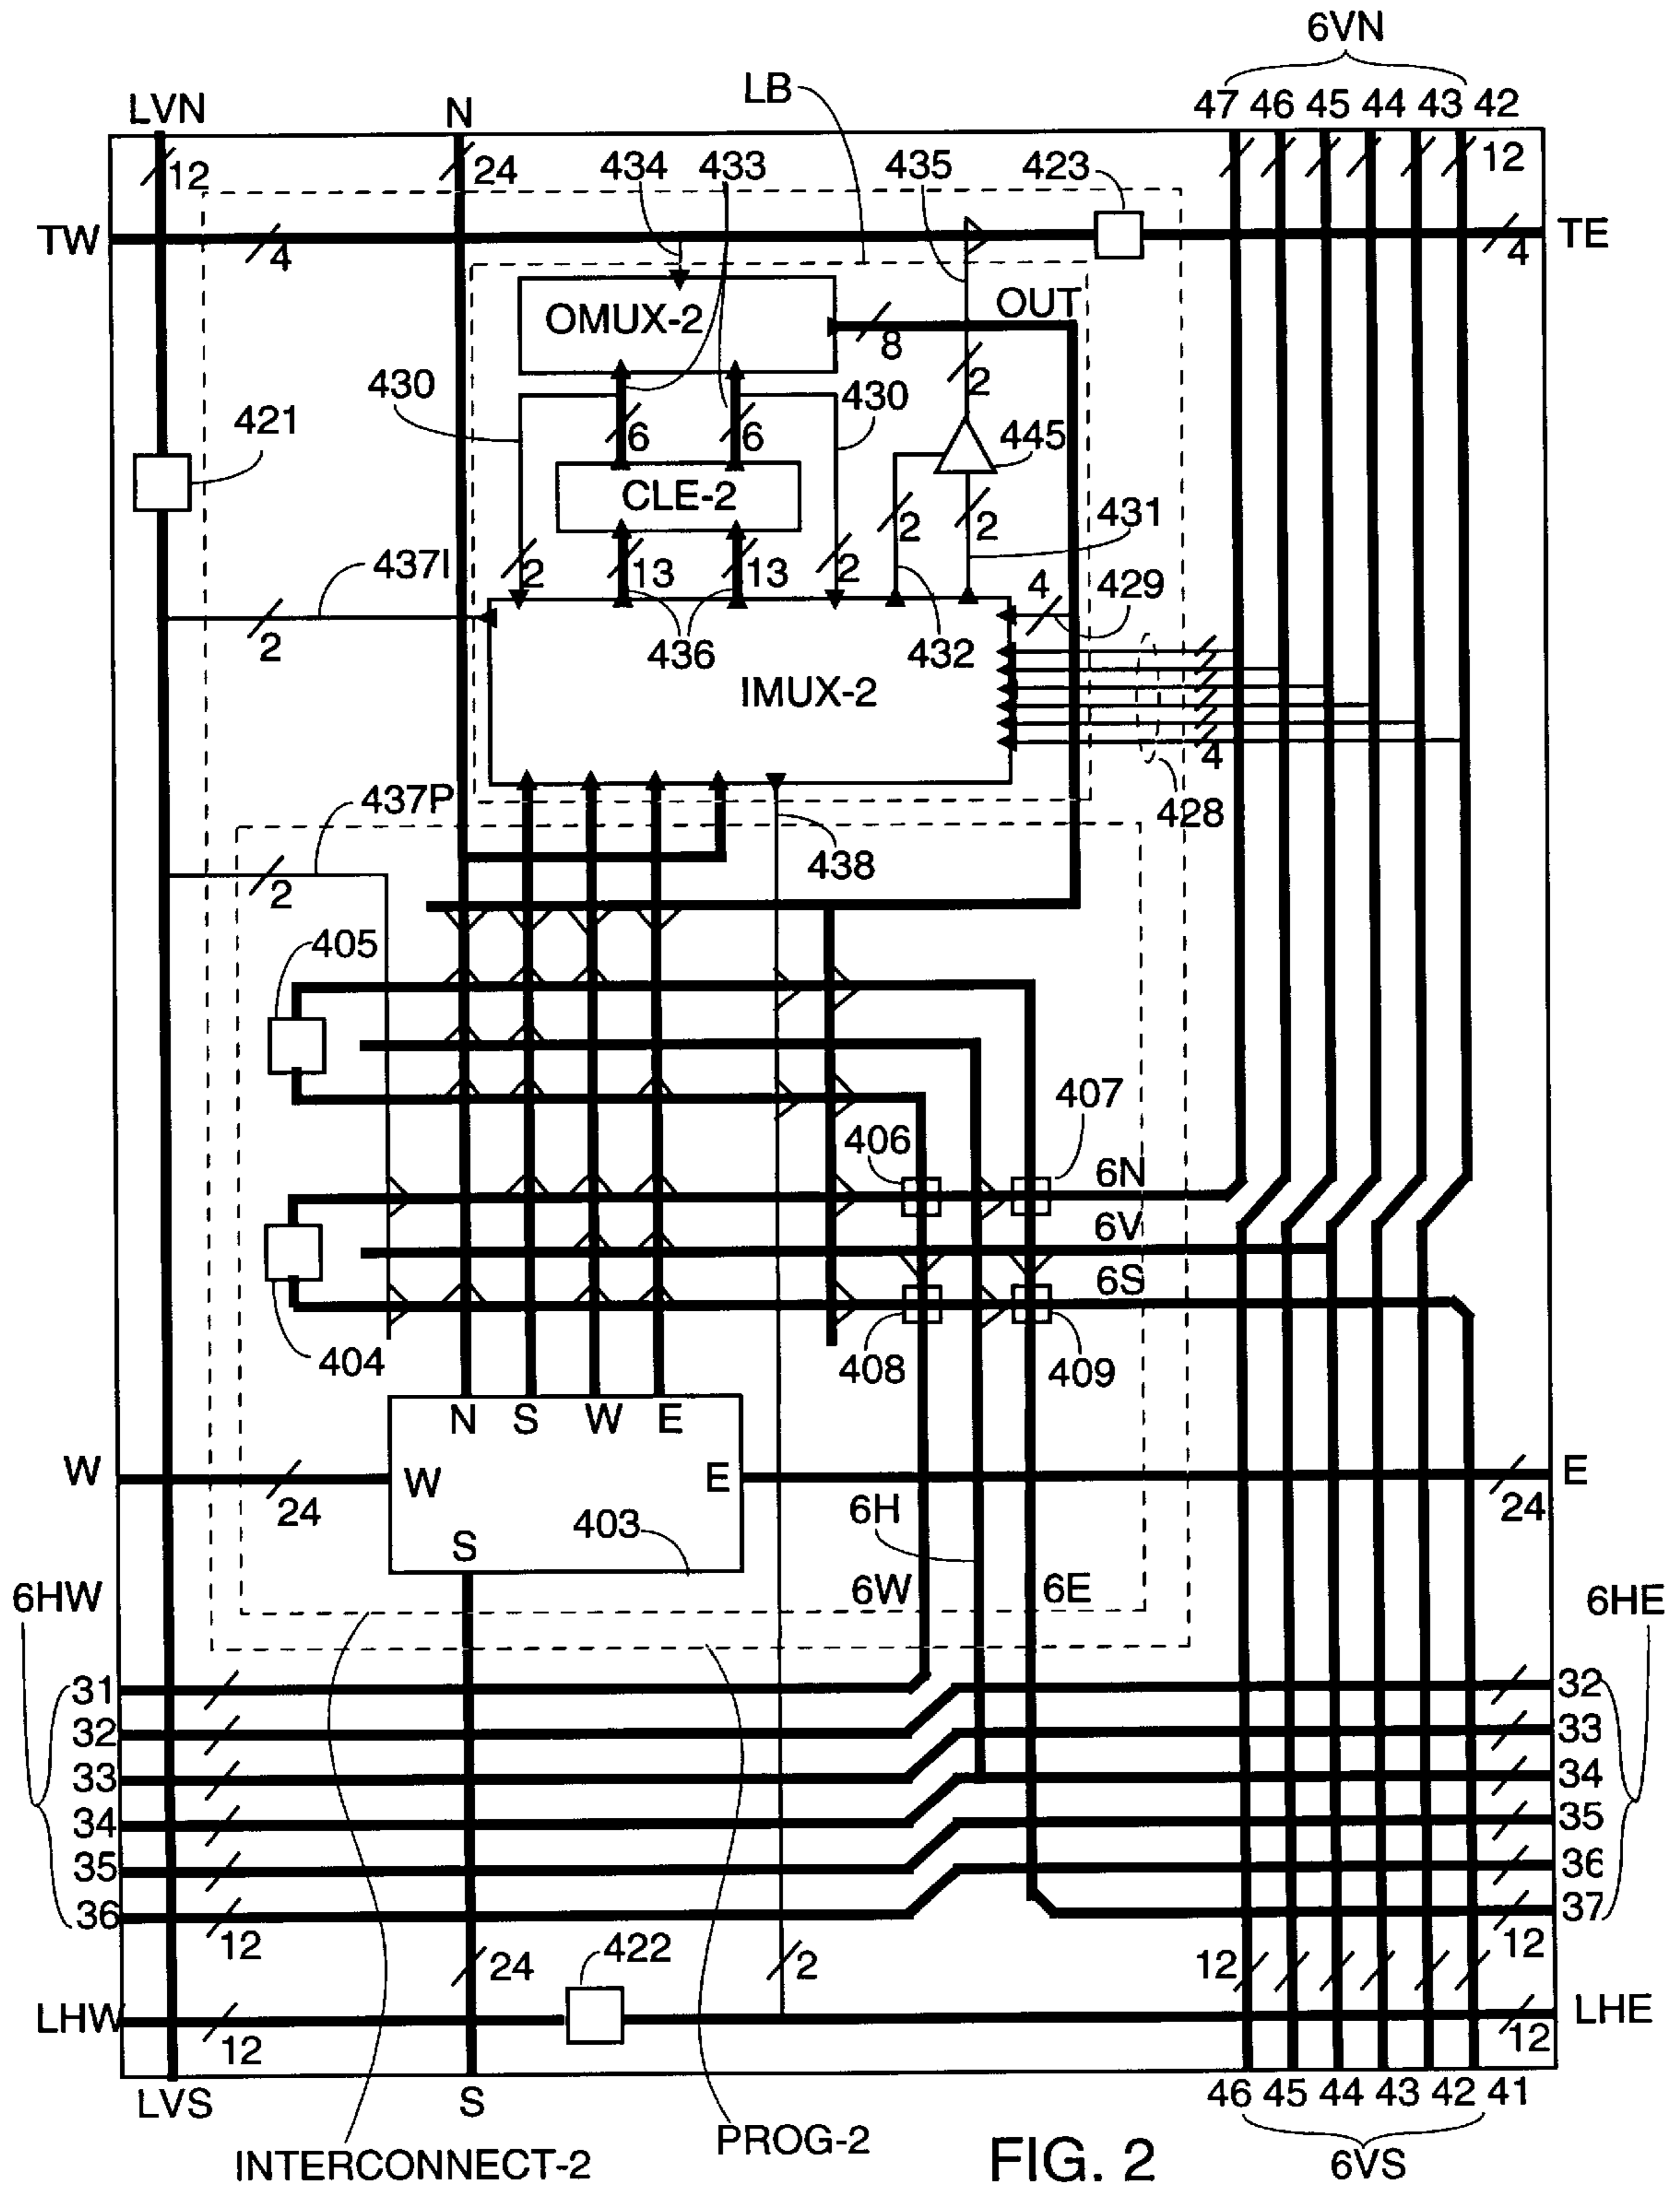 6VN
LVN N LB 47 46 45 44 43 42
12 24 434 433 435 423 12
TW 4 TE 4
OMUX-2 OUT
8
430 2 430
421 6 6 445
CLE-2
437I 2 13 13 2 2 2 431
4 429
2 436 432
IMUX-2
4
437P 428
438
2
405
407
406
6N
6V
6S
404 408 409
N S W E
W W E E
24 6H 24
403
S
6HW 6W 6E 6HE
31 32
32 33
33 34
34 35
35 36
36 37
12 422 12
24 2 12
LHW LHE
12 12
LVS S 46 45 44 43 42 41
INTERCONNECT-2 PROG-2 FIG. 2 6VS